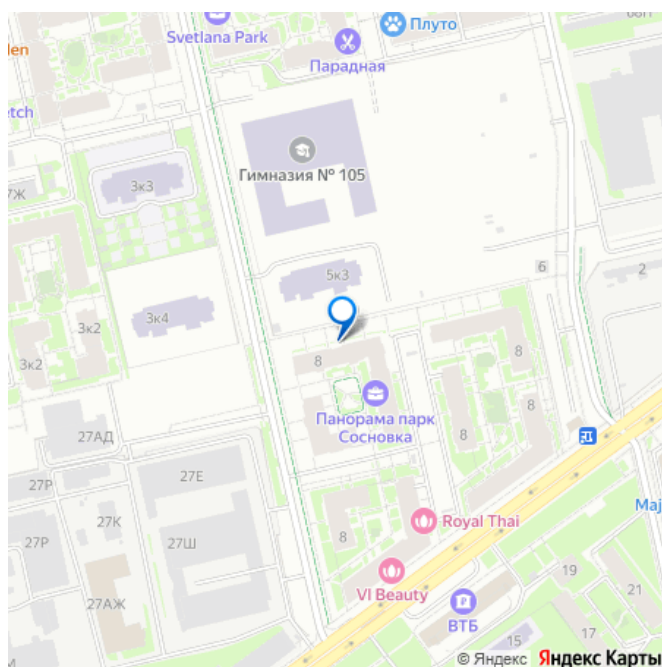 Svetlana Park
Плуто
Парадная
len
etch
Гимназия № 105
3к3
7Ж
5к3
6
2
3к4
3к2
3к2
8
8
8
8
Панорама парк
Сосновка
27АД
27Е
27Р
27К
27Ш
27Р
8
Royal Thai
Maj
VI Beauty
27АЖ
ВТБ
19
21
15
17
© Яндекс Яндекс Карты